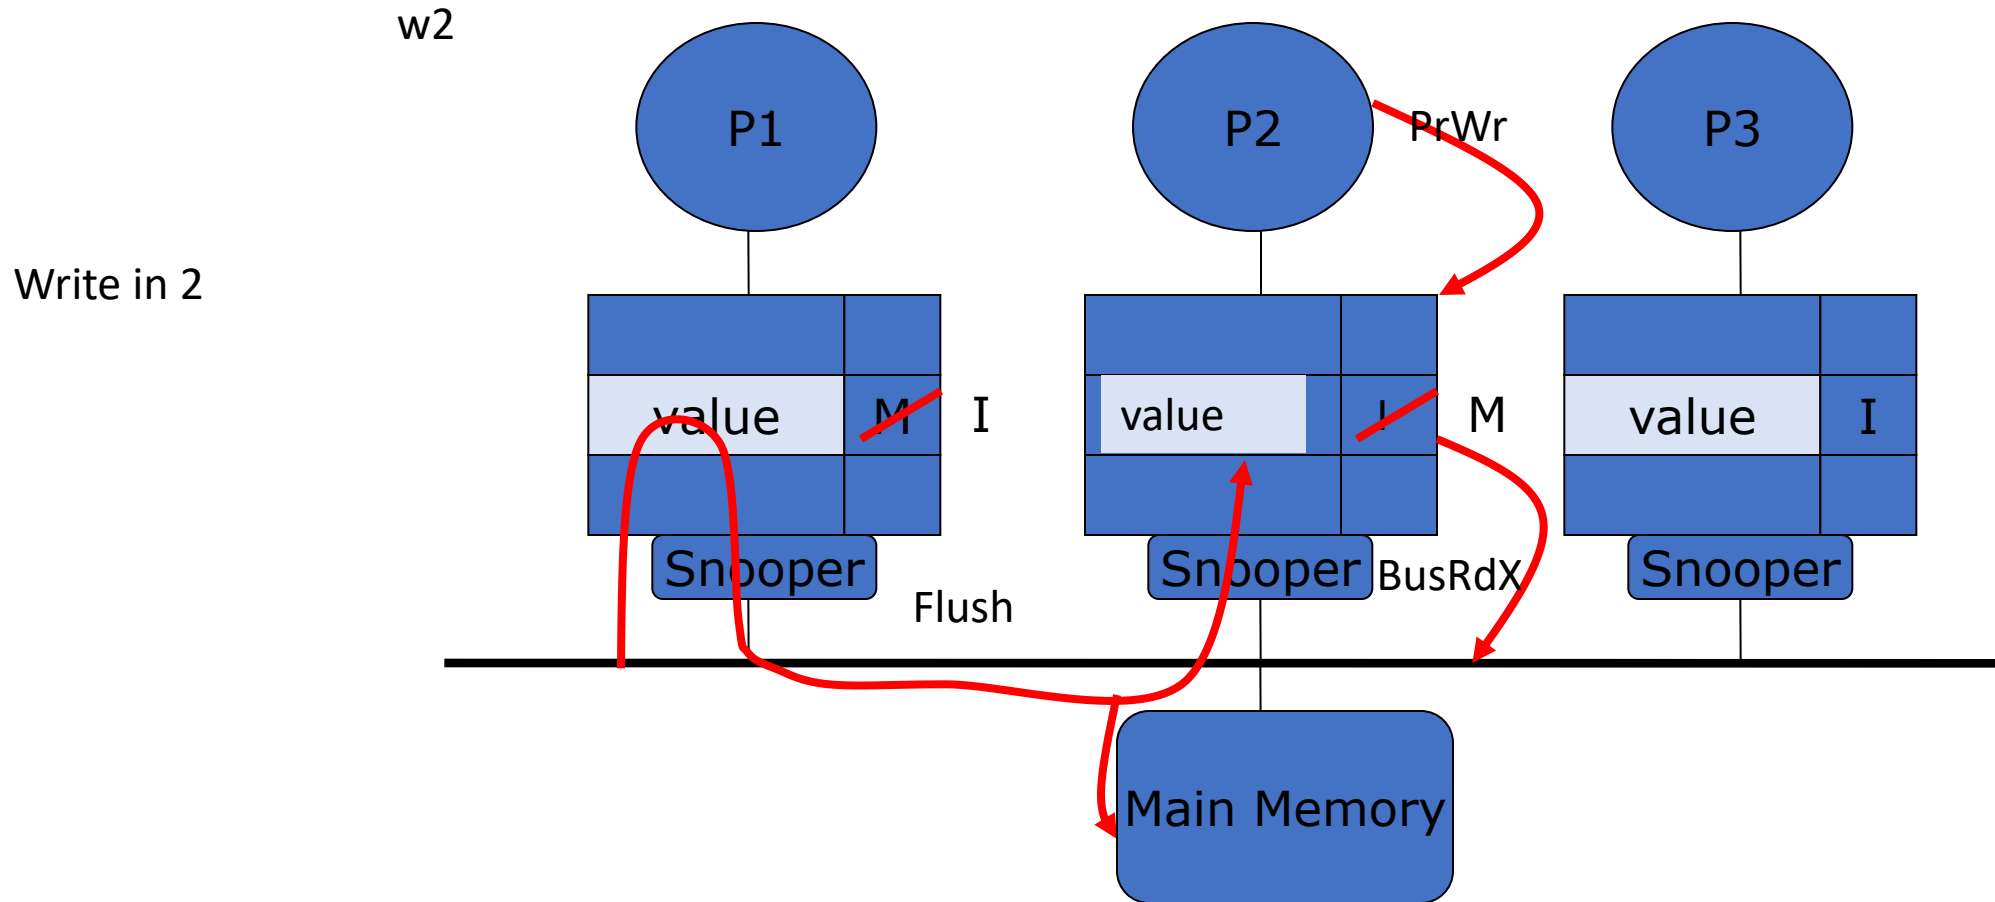 w2
P1
P2
PrWr
P3
Write in 2
value
M
I
value
I
M
value
I
Snooper
Snooper
BusRdX
Snooper
Flush
Main Memory